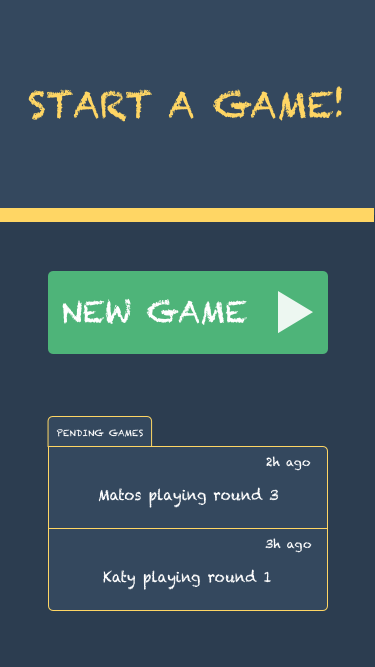 START A GAME!
NEW GAME
PENDING GAMES
2h ago
Matos playing round 3
3h ago
Katy playing round 1